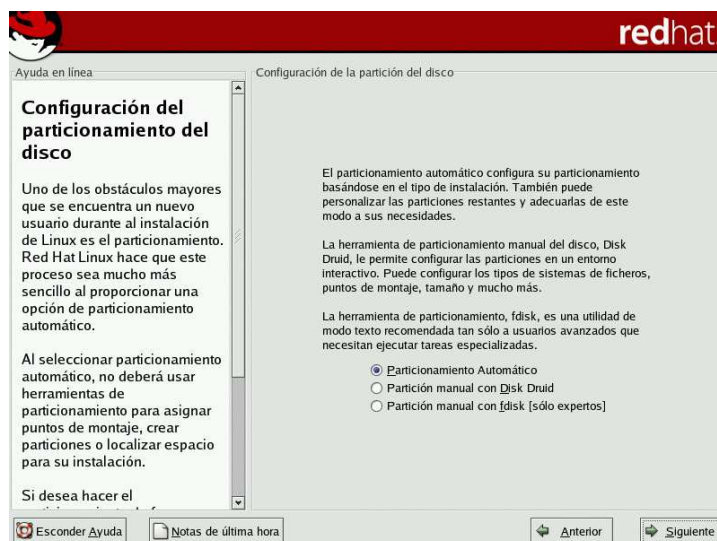 redhat
Ayuda en línea
Configuración del
particionamiento del
disco
Uno de los obstáculos mayores
que se encuentra un nuevo
usuario durante al instalación
de Linux es el particionamiento.
Red Hat Linux hace que este
proceso sea mucho más
sencillo al proporcionar una
opción de particionamiento
automático.
Al seleccionar particionamiento
automático, no deberá usar
herramientas de
particionamiento para asignar
puntos de montaje, crear
particiones o localizar espacio
para su instalación.
Si desea hacer el
Configuración de la partición del disco
El particionamiento automático configura su particionamiento
basándose en el tipo de instalación. También puede
personalizar las particiones restantes y adecuarlas de este
modo a sus necesidades.
La herramienta de particionamiento manual del disco, Disk
Druid, le permite configurar las particiones en un entorno
interactivo. Puede configurar los tipos de sistemas de ficheros,
puntos de montaje, tamaño y mucho más.
La herramienta de particionamiento, fdisk, es una utilidad de
modo texto recomendada tan sólo a usuarios avanzados que
necesitan ejecutar tareas especializadas.
Particionamiento Automático
Partición manual con Disk Druid
Partición manual con fdisk [sólo expertos]
Esconder Ayuda
Notas de última hora
Anterior
Siguiente